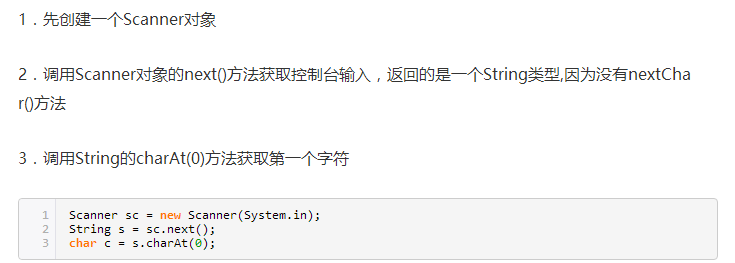 1．先创建一个Scanner对象
2．调用Scanner对象的next()方法获取控制台输入，返回的是一个String类型,因为没有nextCha
r()方法
3．调用String的charAt(0)方法获取第一个字符
1 Scanner sc = new Scanner(System.in);
2 String s = sc.next();
3 char c = s.charAt(0);